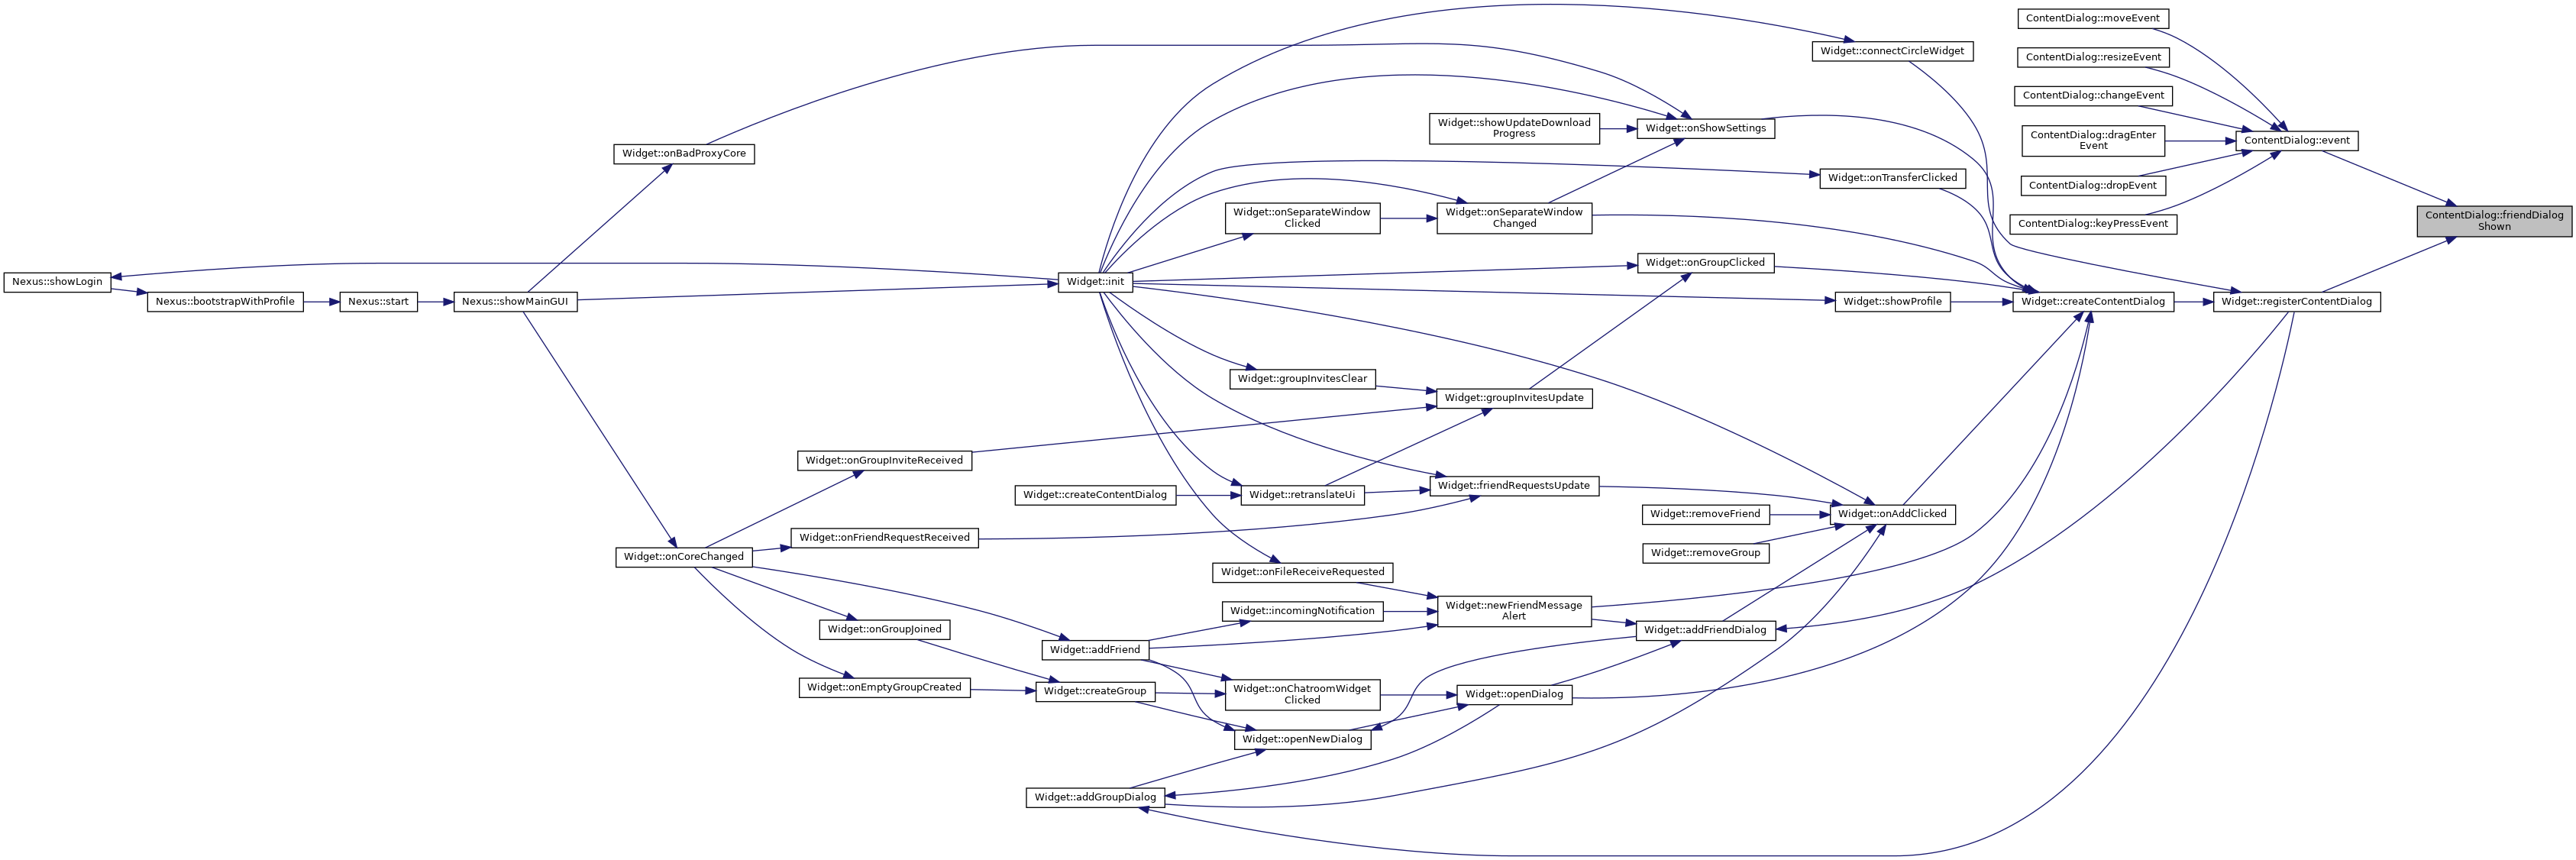 ContentDialog::moveEvent
Widget::connectCircleWidget
ContentDialog::resizeEvent
ContentDialog::changeEvent
Widget::showUpdateDownload
Progress
Widget::onShowSettings
ContentDialog::dragEnter
Event
ContentDialog::event
Widget::onBadProxyCore
Widget::onTransferClicked
ContentDialog::dropEvent
Widget::onSeparateWindow
Clicked
Widget::onSeparateWindow
Changed
ContentDialog::keyPressEvent
ContentDialog::friendDialog
Shown
Widget::onGroupClicked
Nexus::showLogin
Widget::init
Nexus::bootstrapWithProfile
Nexus::start
Nexus::showMainGUI
Widget::showProfile
Widget::createContentDialog
Widget::registerContentDialog
Widget::groupInvitesClear
Widget::groupInvitesUpdate
Widget::onGroupInviteReceived
Widget::createContentDialog
Widget::retranslateUi
Widget::friendRequestsUpdate
Widget::removeFriend
Widget::onAddClicked
Widget::onFriendRequestReceived
Widget::onCoreChanged
Widget::removeGroup
Widget::onFileReceiveRequested
Widget::incomingNotification
Widget::newFriendMessage
Alert
Widget::onGroupJoined
Widget::addFriendDialog
Widget::addFriend
Widget::onEmptyGroupCreated
Widget::createGroup
Widget::onChatroomWidget
Clicked
Widget::openDialog
Widget::openNewDialog
Widget::addGroupDialog